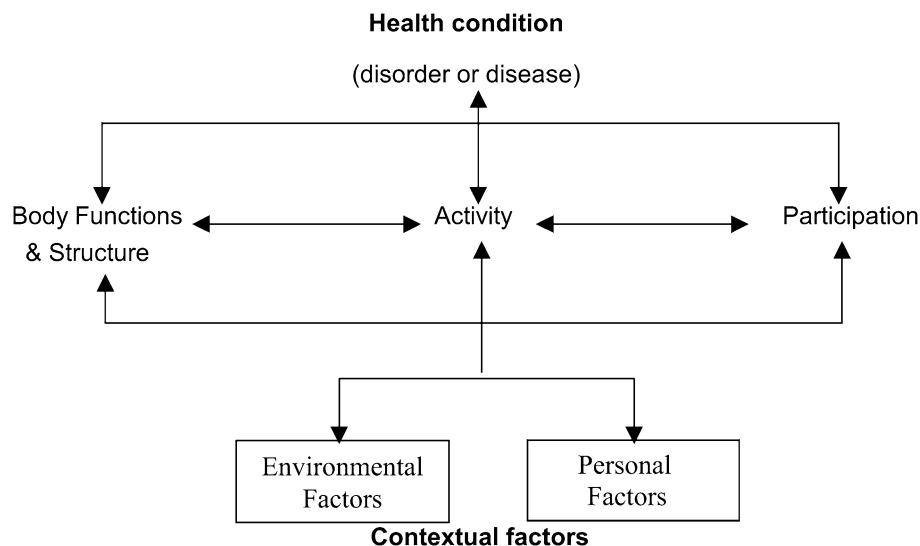 Health condition
(disorder or disease)
Body Functions
& Structure
Activity
Participation
Environmental
Factors
Personal
Factors
Contextual factors